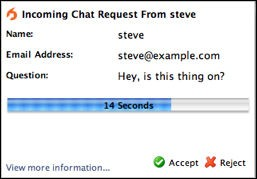 Incoming Chat Request From steve
Name: steve
Email Address: steve@example.com
Question: Hey, is this thing on?
14 Seconds
Accept Reject
View more information...